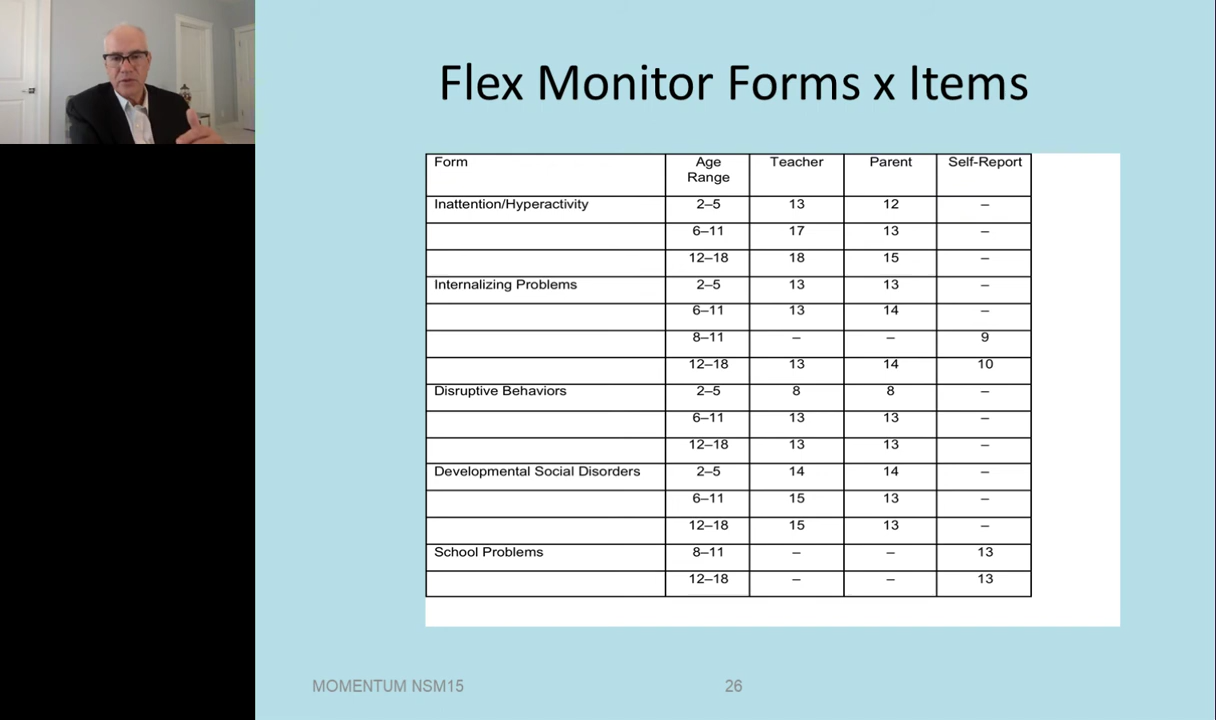 Flex Monitor Forms x Items
Form Age Range Teacher Parent Self-Report
Inattention/Hyperactivity 2–5 13 12 –
6–11 17 13 –
12–18 18 15 –
Internalizing Problems 2–5 13 13 –
6–11 13 14 –
8–11 – – 9
12–18 13 14 10
Disruptive Behaviors 2–5 8 8 –
6–11 13 13 –
12–18 13 13 –
Developmental Social Disorders 2–5 14 14 –
6–11 15 13 –
12–18 15 13 –
School Problems 8–11 – – 13
12–18 – – 13
MOMENTUM NSM15 26